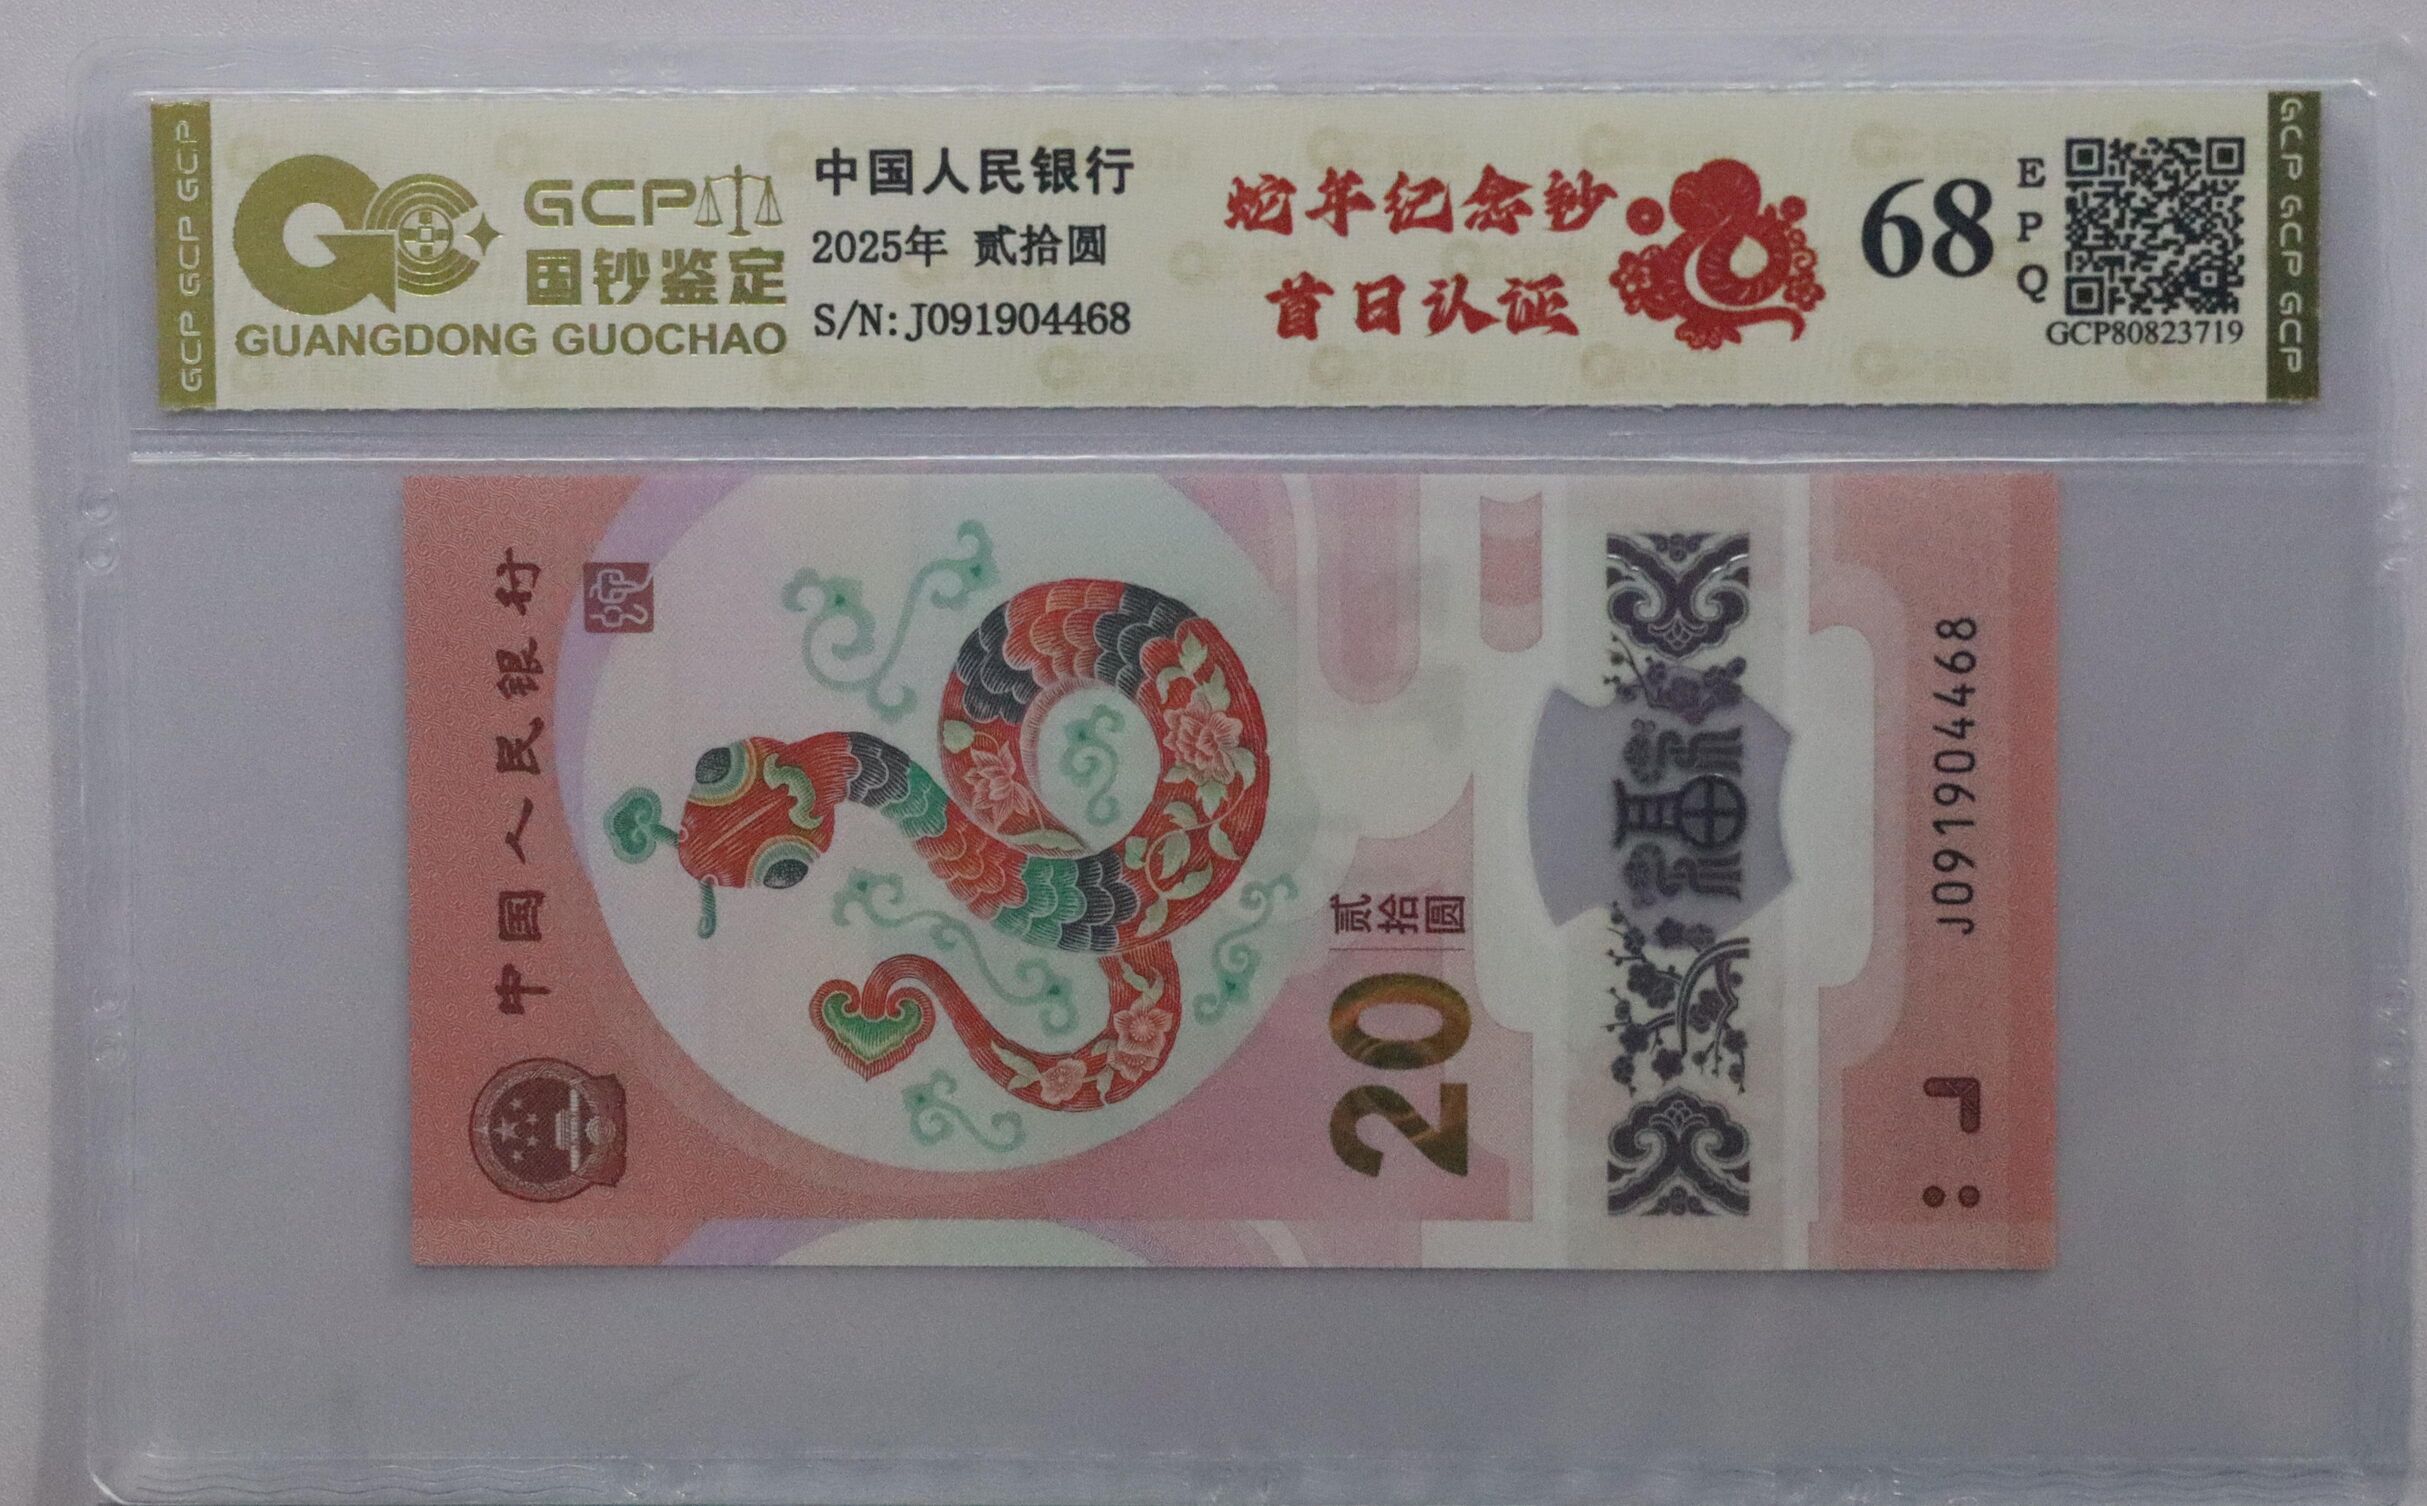 GCP GCP GCP
GCP
国钞鉴定
GUANGDONG GUOCHAO
中国人民银行
2025年 贰拾圆
S/N:J091904468
蛇年纪念钞
首日认证
68
EPQ
GCP80823719
GCP GCP GCP
中国人民银行
贰拾圆
20
福
J091904468